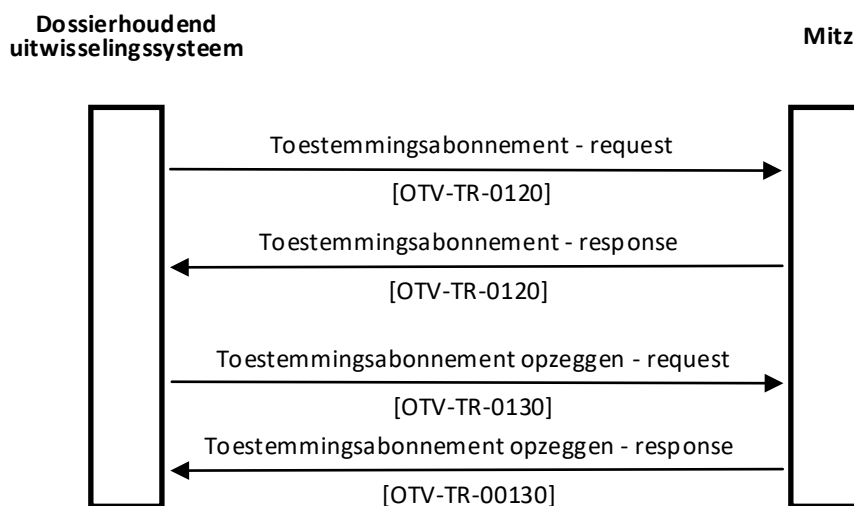 Dossierhoudend
uitwisselingssysteem
Mitz
Toestemmingsabonnement - request
[OTV-TR-0120]
Toestemmingsabonnement - response
[OTV-TR-0120]
Toestemmingsabonnement opzeggen - request
[OTV-TR-0130]
Toestemmingsabonnement opzeggen - response
[OTV-TR-00130]